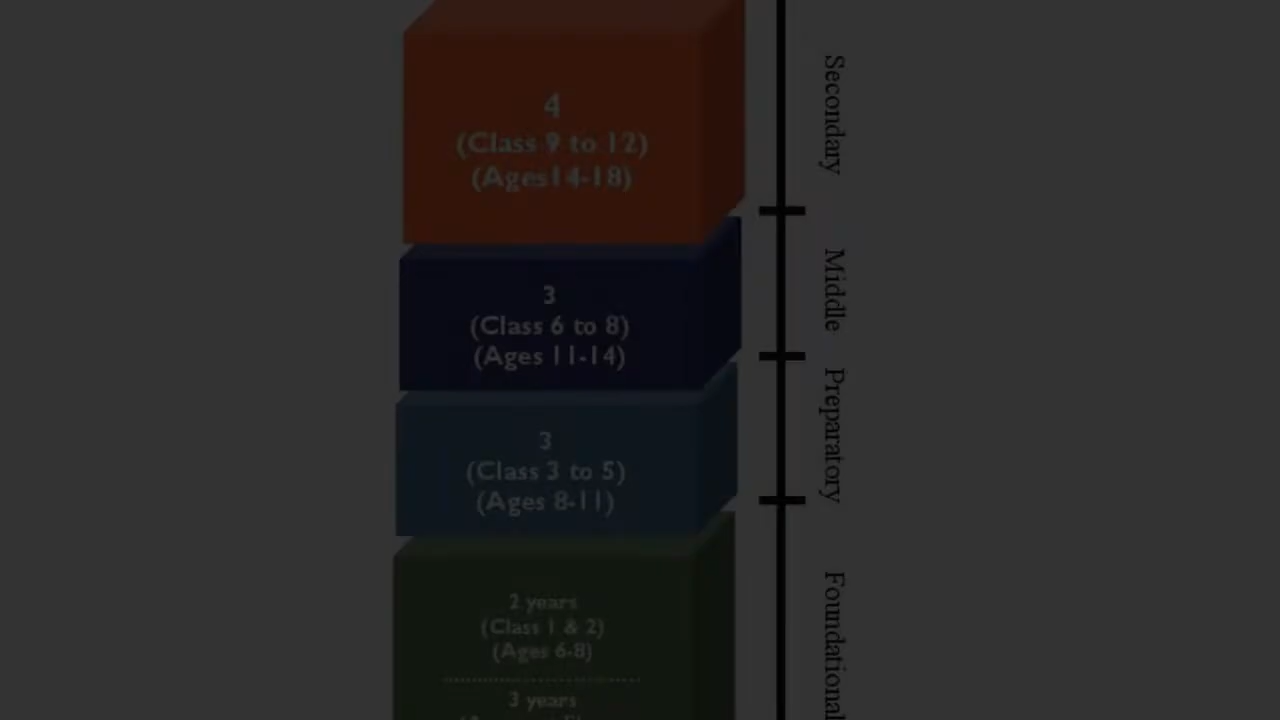 4
(Class 9 to 12)
(Ages14-18)
Secondary
3
(Class 6 to 8)
(Ages 11-14)
Middle
3
(Class 3 to 5)
(Ages 8-11)
Preparatory
2 years
(Class 1 & 2)
(Ages 6-8)
3 years
Foundational